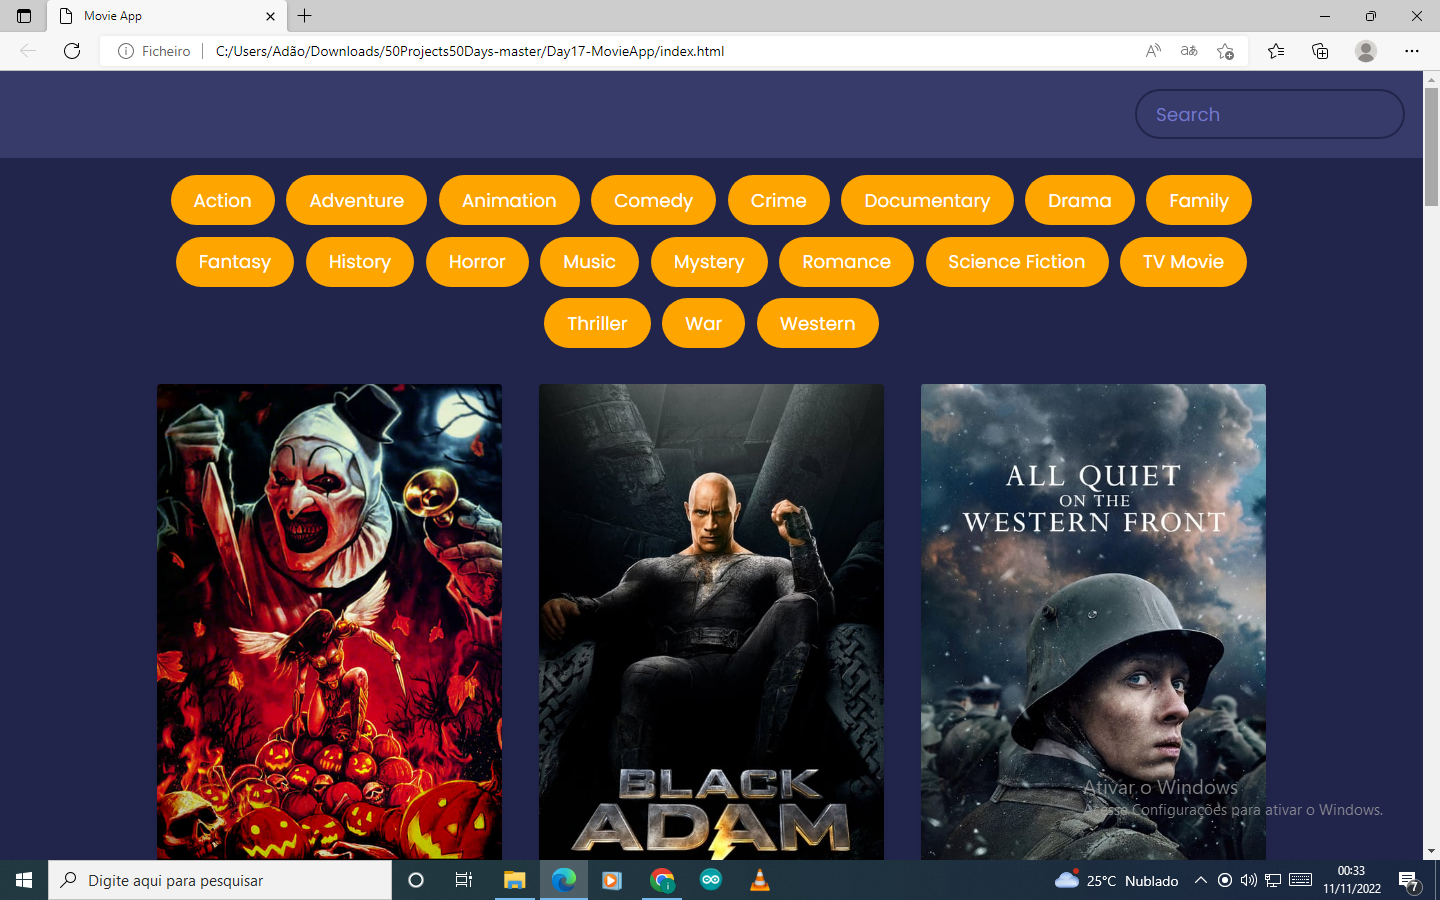 Movie App
Ficheiro
C:/Users/Adão/Downloads/50Projects50Days-master/Day17-MovieApp/index.html
Search
Action Adventure Animation Comedy Crime Documentary Drama Family
Fantasy History Horror Music Mystery Romance Science Fiction TV Movie
Thriller War Western
ALL QUIET
ON THE
WESTERN FRONT
BLACK
ADAM
Ativar o Windows
Acesse Configurações para ativar o Windows.
Digite aqui para pesquisar
25°C Nublado
00:33
11/11/2022
7